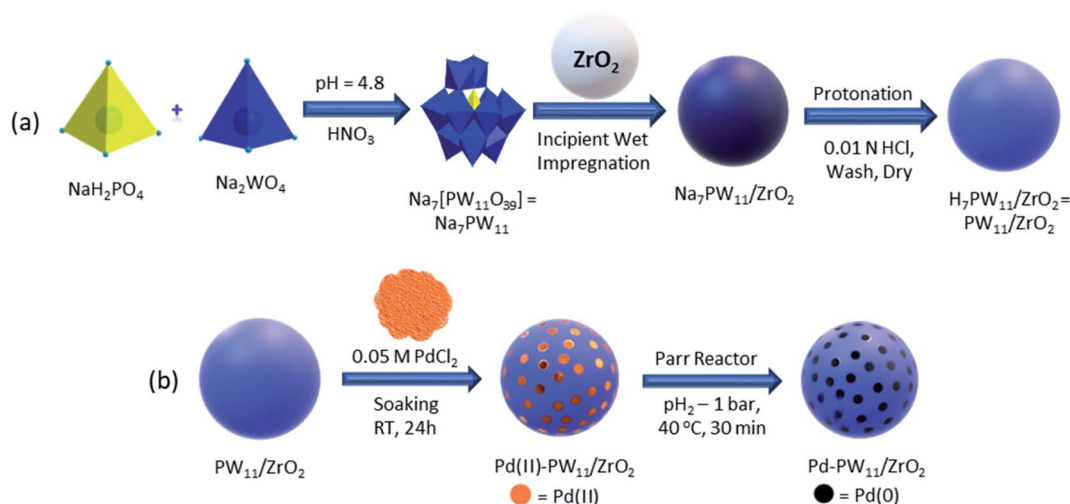 (a)
+
NaH₂PO₄
Na₂WO₄
pH = 4.8
HNO₃
Na₇[PW₁₁O₃₉] =
Na₇PW₁₁
ZrO₂
Incipient Wet
Impregnation
Na₇PW₁₁/ZrO₂
Protonation
0.01 N HCl,
Wash, Dry
H₇PW₁₁/ZrO₂=
PW₁₁/ZrO₂
(b)
PW₁₁/ZrO₂
0.05 M PdCl₂
Soaking
RT, 24h
Pd(II)-PW₁₁/ZrO₂
= Pd(II)
Parr Reactor
pH₂ – 1 bar,
40 °C, 30 min
Pd-PW₁₁/ZrO₂
= Pd(0)